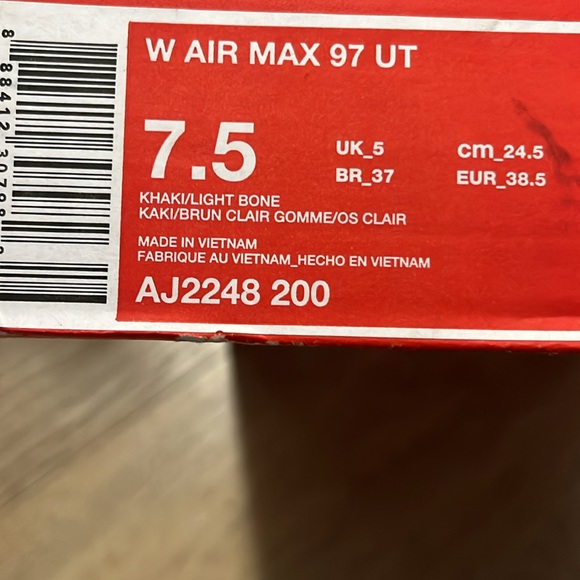 W AIR MAX 97 UT
7.5
UK_5
cm_24.5
BR_37
EUR_38.5
KHAKI/LIGHT BONE
KAKI/BRUN CLAIR GOMME/OS CLAIR
MADE IN VIETNAM
FABRIQUE AU VIETNAM_HECHO EN VIETNAM
AJ2248 200